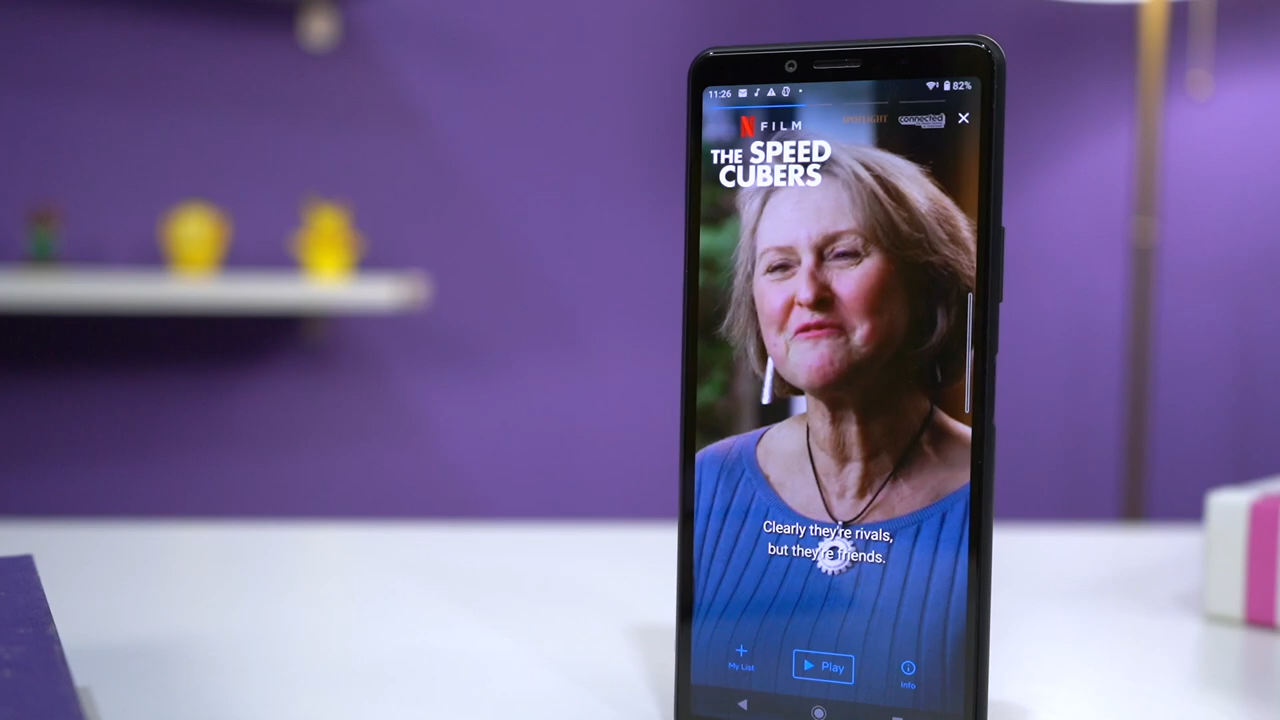 11:26
82%
N FILM
SPOTLIGHT
connected
THE SPEED
CUBERS
Clearly they're rivals,
but they're friends.
My List
Play
Info